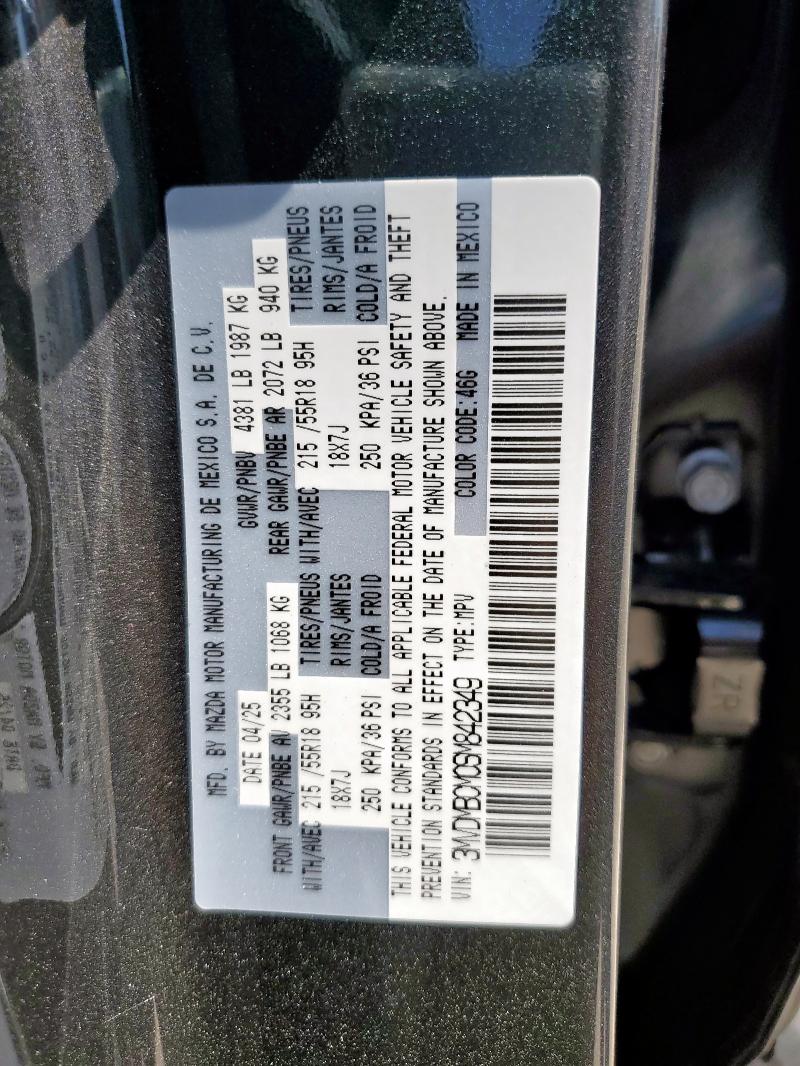 MFD. BY MAZDA MOTOR MANUFACTURING DE MEXICO S.A. DE C.V.
DATE 04/25 GVWR/PNBV 4381 LB 1987 KG
FRONT GAWR/PNBE AV 2355 LB 1068 KG REAR GAWR/PNBE AR 2072 LB 940 KG
WITH/AVEC 215 /55R18 95H TIRES/PNEUS WITH/AVEC 215 /55R18 95H TIRES/PNEUS
18X7J RIMS/JANTES 18X7J RIMS/JANTES
250 KPA/36 PSI COLD/A FROID 250 KPA/36 PSI COLD/A FROID
THIS VEHICLE CONFORMS TO ALL APPLICABLE FEDERAL MOTOR VEHICLE SAFETY AND THEFT
PREVENTION STANDARDS IN EFFECT ON THE DATE OF MANUFACTURE SHOWN ABOVE.
VIN: TYPE:MPV COLOR CODE:46G MADE IN MEXICO
ZR